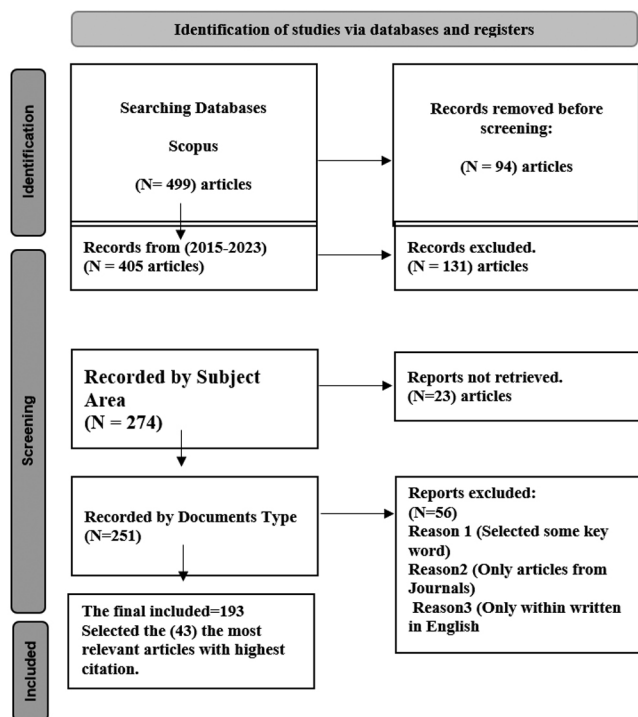 Identification of studies via databases and registers
Identification
Searching Databases
Scopus
(N= 499) articles
Records removed before
screening:
(N = 94) articles
Screening
Records from (2015-2023)
(N = 405 articles)
Records excluded.
(N = 131) articles
Recorded by Subject
Area
(N = 274)
Reports not retrieved.
(N=23) articles
Recorded by Documents Type
(N=251)
Reports excluded:
(N=56)
Reason 1 (Selected some key
word)
Reason2 (Only articles from
Journals)
Reason3 (Only within written
in English
Included
The final included=193
Selected the (43) the most
relevant articles with highest
citation.